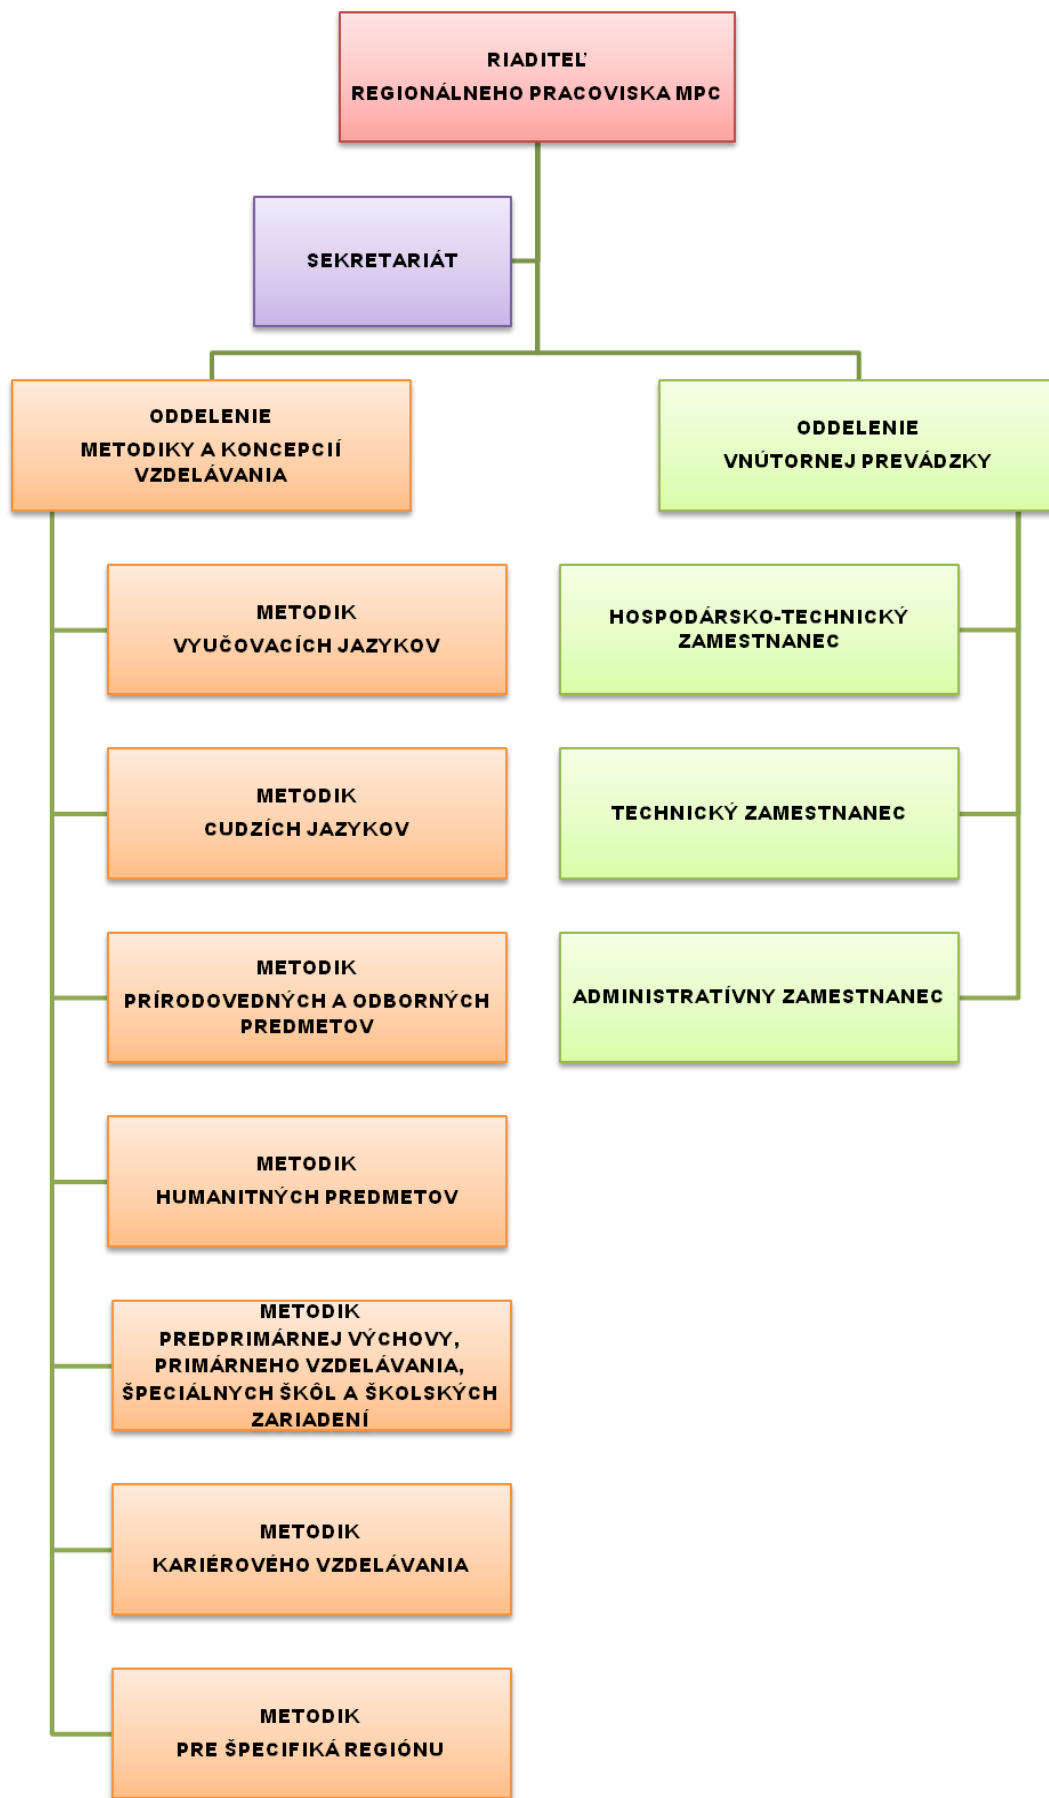 RIADITEĽ
REGIONÁLNEHO PRACOVISKA MPC
SEKRETARIÁT
ODDELENIE
METODIKY A KONCEPCIÍ
VZDELÁVANIA
ODDELENIE
VNÚTORNEJ PREVÁDZKY
METODIK
VYUČOVACÍCH JAZYKOV
METODIK
CUDZÍCH JAZYKOV
METODIK
PRÍRODOVEDNÝCH A ODBORNÝCH
PREDMETOV
METODIK
HUMANITNÝCH PREDMETOV
METODIK
PREDPRIMÁRNEJ VÝCHOVY,
PRIMÁRNEHO VZDELÁVANIA,
ŠPECIÁLNYCH ŠKÔL A ŠKOLSKÝCH
ZARIADENÍ
METODIK
KARIÉROVÉHO VZDELÁVANIA
METODIK
PRE ŠPECIFIKÁ REGIÓNU
HOSPODÁRSKO-TECHNICKÝ
ZAMESTNANEC
TECHNICKÝ ZAMESTNANEC
ADMINISTRATÍVNY ZAMESTNANEC